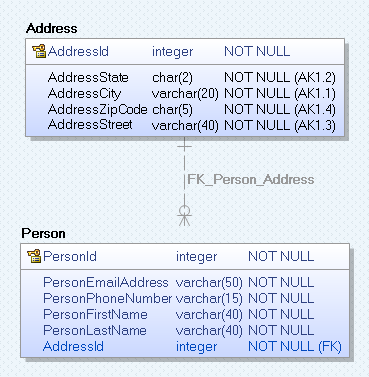 Address
AddressId integer NOT NULL
AddressState char(2) NOT NULL (AK1.2)
AddressCity varchar(20) NOT NULL (AK1.1)
AddressZipCode char(5) NOT NULL (AK1.4)
AddressStreet varchar(40) NOT NULL (AK1.3)
FK_Person_Address
Person
PersonId integer NOT NULL
PersonEmailAddress varchar(50) NOT NULL
PersonPhoneNumber varchar(15) NOT NULL
PersonFirstName varchar(40) NOT NULL
PersonLastName varchar(40) NOT NULL
AddressId integer NOT NULL (FK)